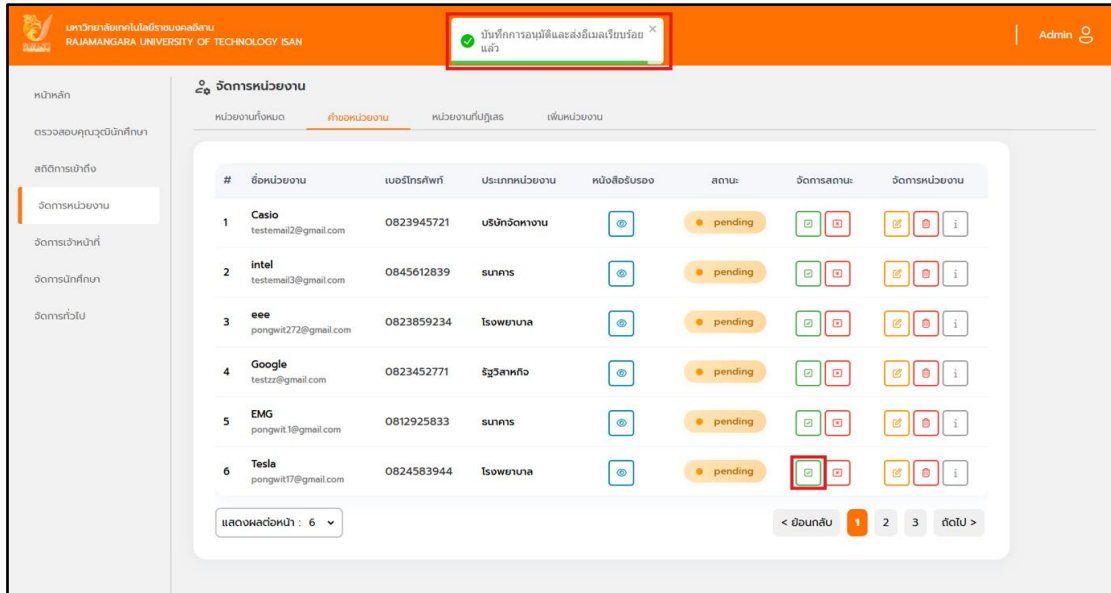 มหาวิทยาลัยเทคโนโลยีราชมงคลอีสาน
RAJAMANGARA UNIVERSITY OF TECHNOLOGY ISAN
บันทึกการอนุมัติและส่งอีเมลเรียบร้อยแล้ว
Admin
หน้าหลัก
ตรวจสอบคุณวุฒินักศึกษา
สถิติการเข้าถึง
จัดการหน่วยงาน
จัดการเจ้าหน้าที่
จัดการนักศึกษา
จัดการทั่วไป
จัดการหน่วยงาน
หน่วยงานทั้งหมด คำขอหน่วยงาน หน่วยงานที่ปฏิเสธ เพิ่มหน่วยงาน
# ชื่อหน่วยงาน เบอร์โทรศัพท์ ประเภทหน่วยงาน หนังสือรับรอง สถานะ จัดการสถานะ จัดการหน่วยงาน
1 Casio 0823945721 บริษัทจัดหางาน pending
testemail2@gmail.com
2 intel 0845612839 ธนาคาร pending
testemail3@gmail.com
3 eee 0823859234 โรงพยาบาล pending
pongwit272@gmail.com
4 Google 0823452771 รัฐวิสาหกิจ pending
testzz@gmail.com
5 EMG 0812925833 ธนาคาร pending
pongwit.1@gmail.com
6 Tesla 0824583944 โรงพยาบาล pending
pongwit17@gmail.com
แสดงผลต่อหน้า : 6
< ย้อนกลับ 1 2 3 ถัดไป >